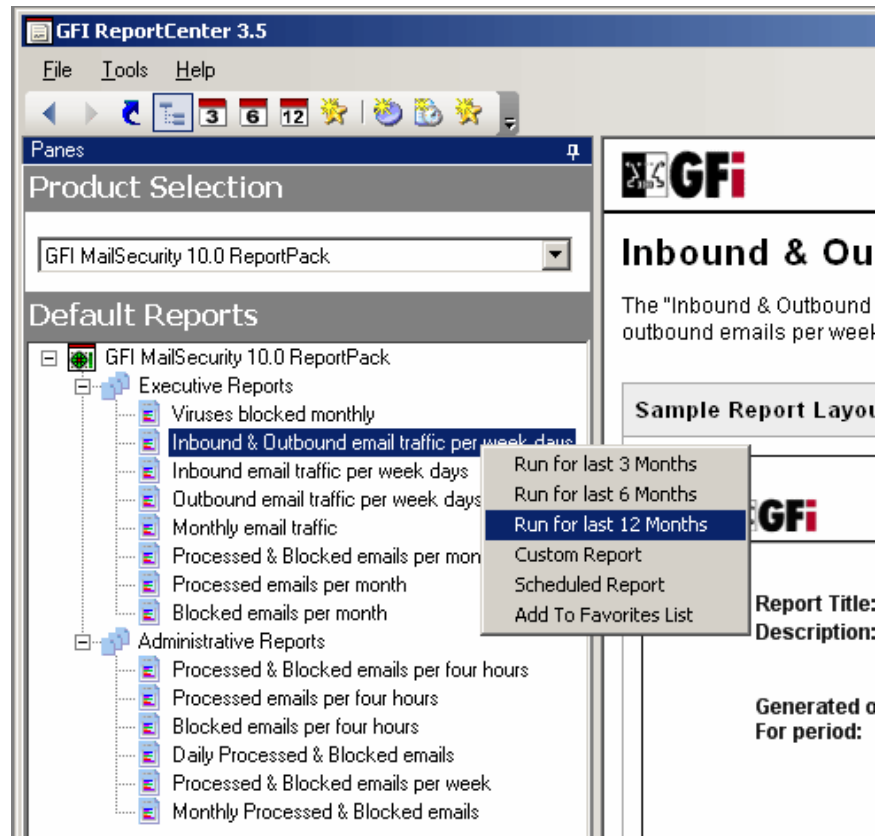 GFI ReportCenter 3.5
File Tools Help
3 6 12
Panes
Product Selection
GFI MailSecurity 10.0 ReportPack
Default Reports
GFI MailSecurity 10.0 ReportPack
Executive Reports
Viruses blocked monthly
Inbound & Outbound email traffic per week days
Inbound email traffic per week days
Outbound email traffic per week days
Monthly email traffic
Processed & Blocked emails per mon
Processed emails per month
Blocked emails per month
Administrative Reports
Processed & Blocked emails per four hours
Processed emails per four hours
Blocked emails per four hours
Daily Processed & Blocked emails
Processed & Blocked emails per week
Monthly Processed & Blocked emails
Run for last 3 Months
Run for last 6 Months
Run for last 12 Months
Custom Report
Scheduled Report
Add To Favorites List
GFi
Inbound & Ou
The "Inbound & Outbound
outbound emails per week
Sample Report Layou
GFi
Report Title:
Description:
Generated o
For period: